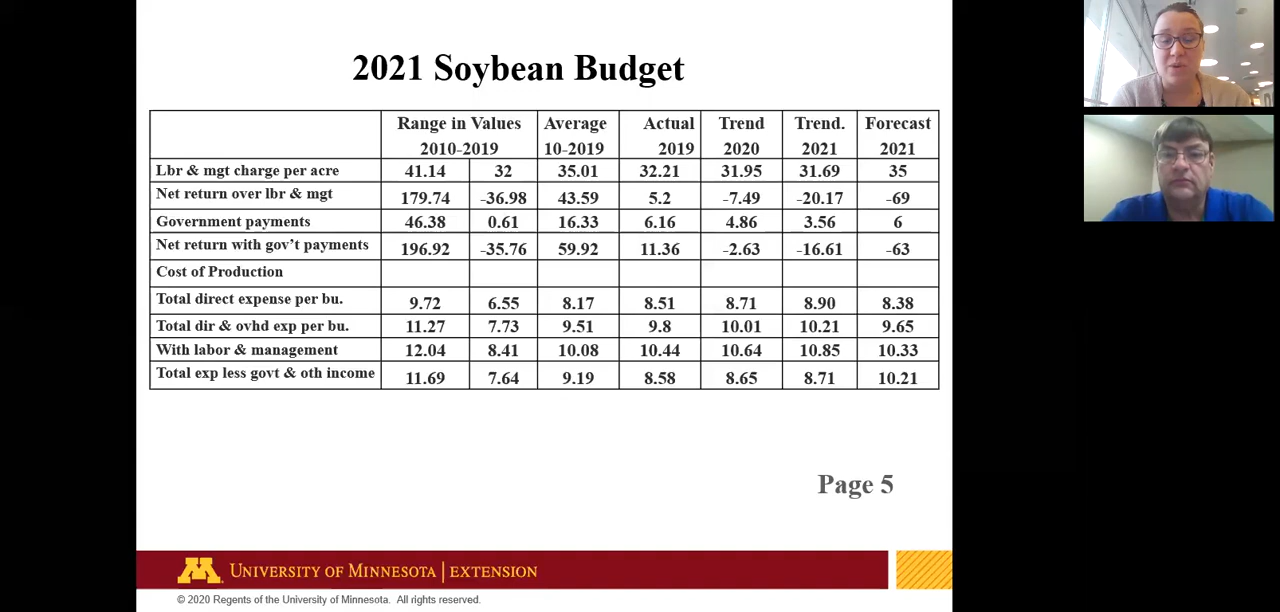 2021 Soybean Budget
Range in Values Average Actual Trend Trend. Forecast
2010-2019 10-2019 2019 2020 2021 2021
Lbr & mgt charge per acre 41.14 32 35.01 32.21 31.95 31.69 35
Net return over lbr & mgt 179.74 -36.98 43.59 5.2 -7.49 -20.17 -69
Government payments 46.38 0.61 16.33 6.16 4.86 3.56 6
Net return with gov't payments 196.92 -35.76 59.92 11.36 -2.63 -16.61 -63
Cost of Production
Total direct expense per bu. 9.72 6.55 8.17 8.51 8.71 8.90 8.38
Total dir & ovhd exp per bu. 11.27 7.73 9.51 9.8 10.01 10.21 9.65
With labor & management 12.04 8.41 10.08 10.44 10.64 10.85 10.33
Total exp less govt & oth income 11.69 7.64 9.19 8.58 8.65 8.71 10.21
Page 5
M UNIVERSITY OF MINNESOTA | EXTENSION
© 2020 Regents of the University of Minnesota. All rights reserved.